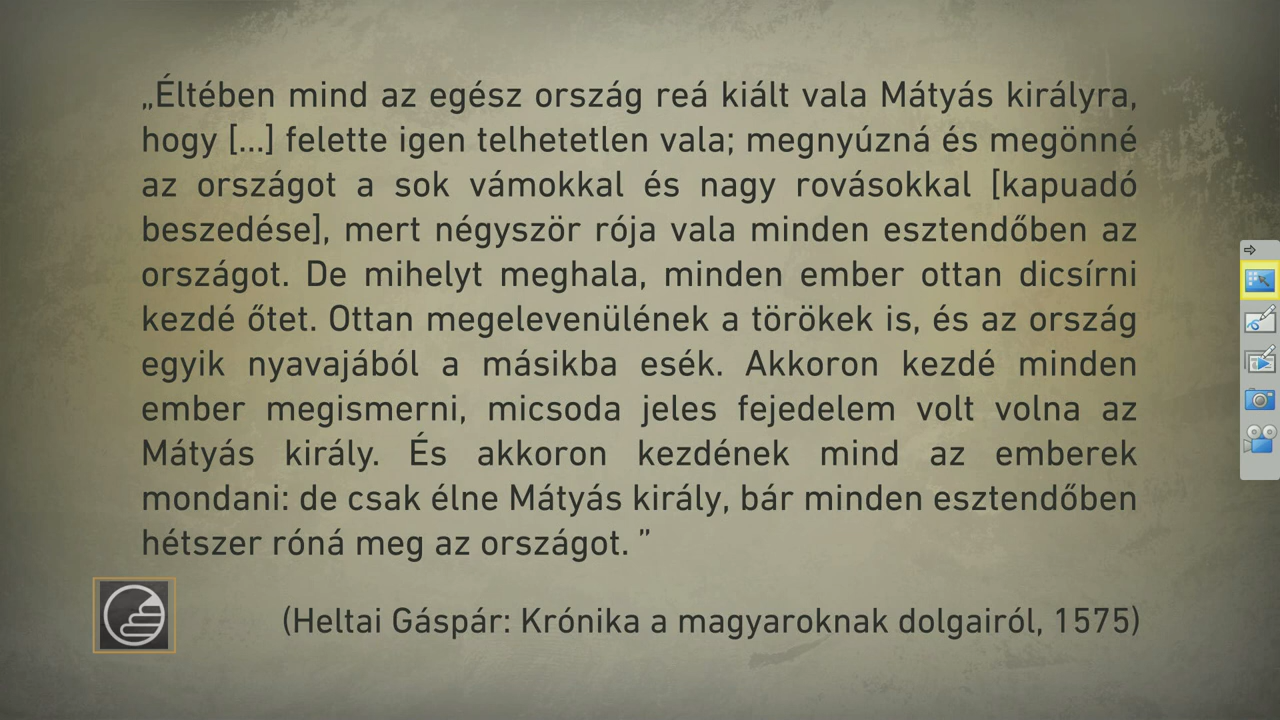 „Éltében mind az egész ország reá kiált vala Mátyás királyra,
hogy [...] felette igen telhetetlen vala; megnyúzná és megönné
az országot a sok vámokkal és nagy rovásokkal [kapuadó
beszedése], mert négyször rója vala minden esztendőben az
országot. De mihelyt meghala, minden ember ottan dicsírni
kezdé őtet. Ottan megelevenülének a törökek is, és az ország
egyik nyavajából a másikba esék. Akkoron kezdé minden
ember megismerni, micsoda jeles fejedelem volt volna az
Mátyás király. És akkoron kezdének mind az emberek
mondani: de csak élne Mátyás király, bár minden esztendőben
hétszer róná meg az országot. ”
(Heltai Gáspár: Krónika a magyaroknak dolgairól, 1575)